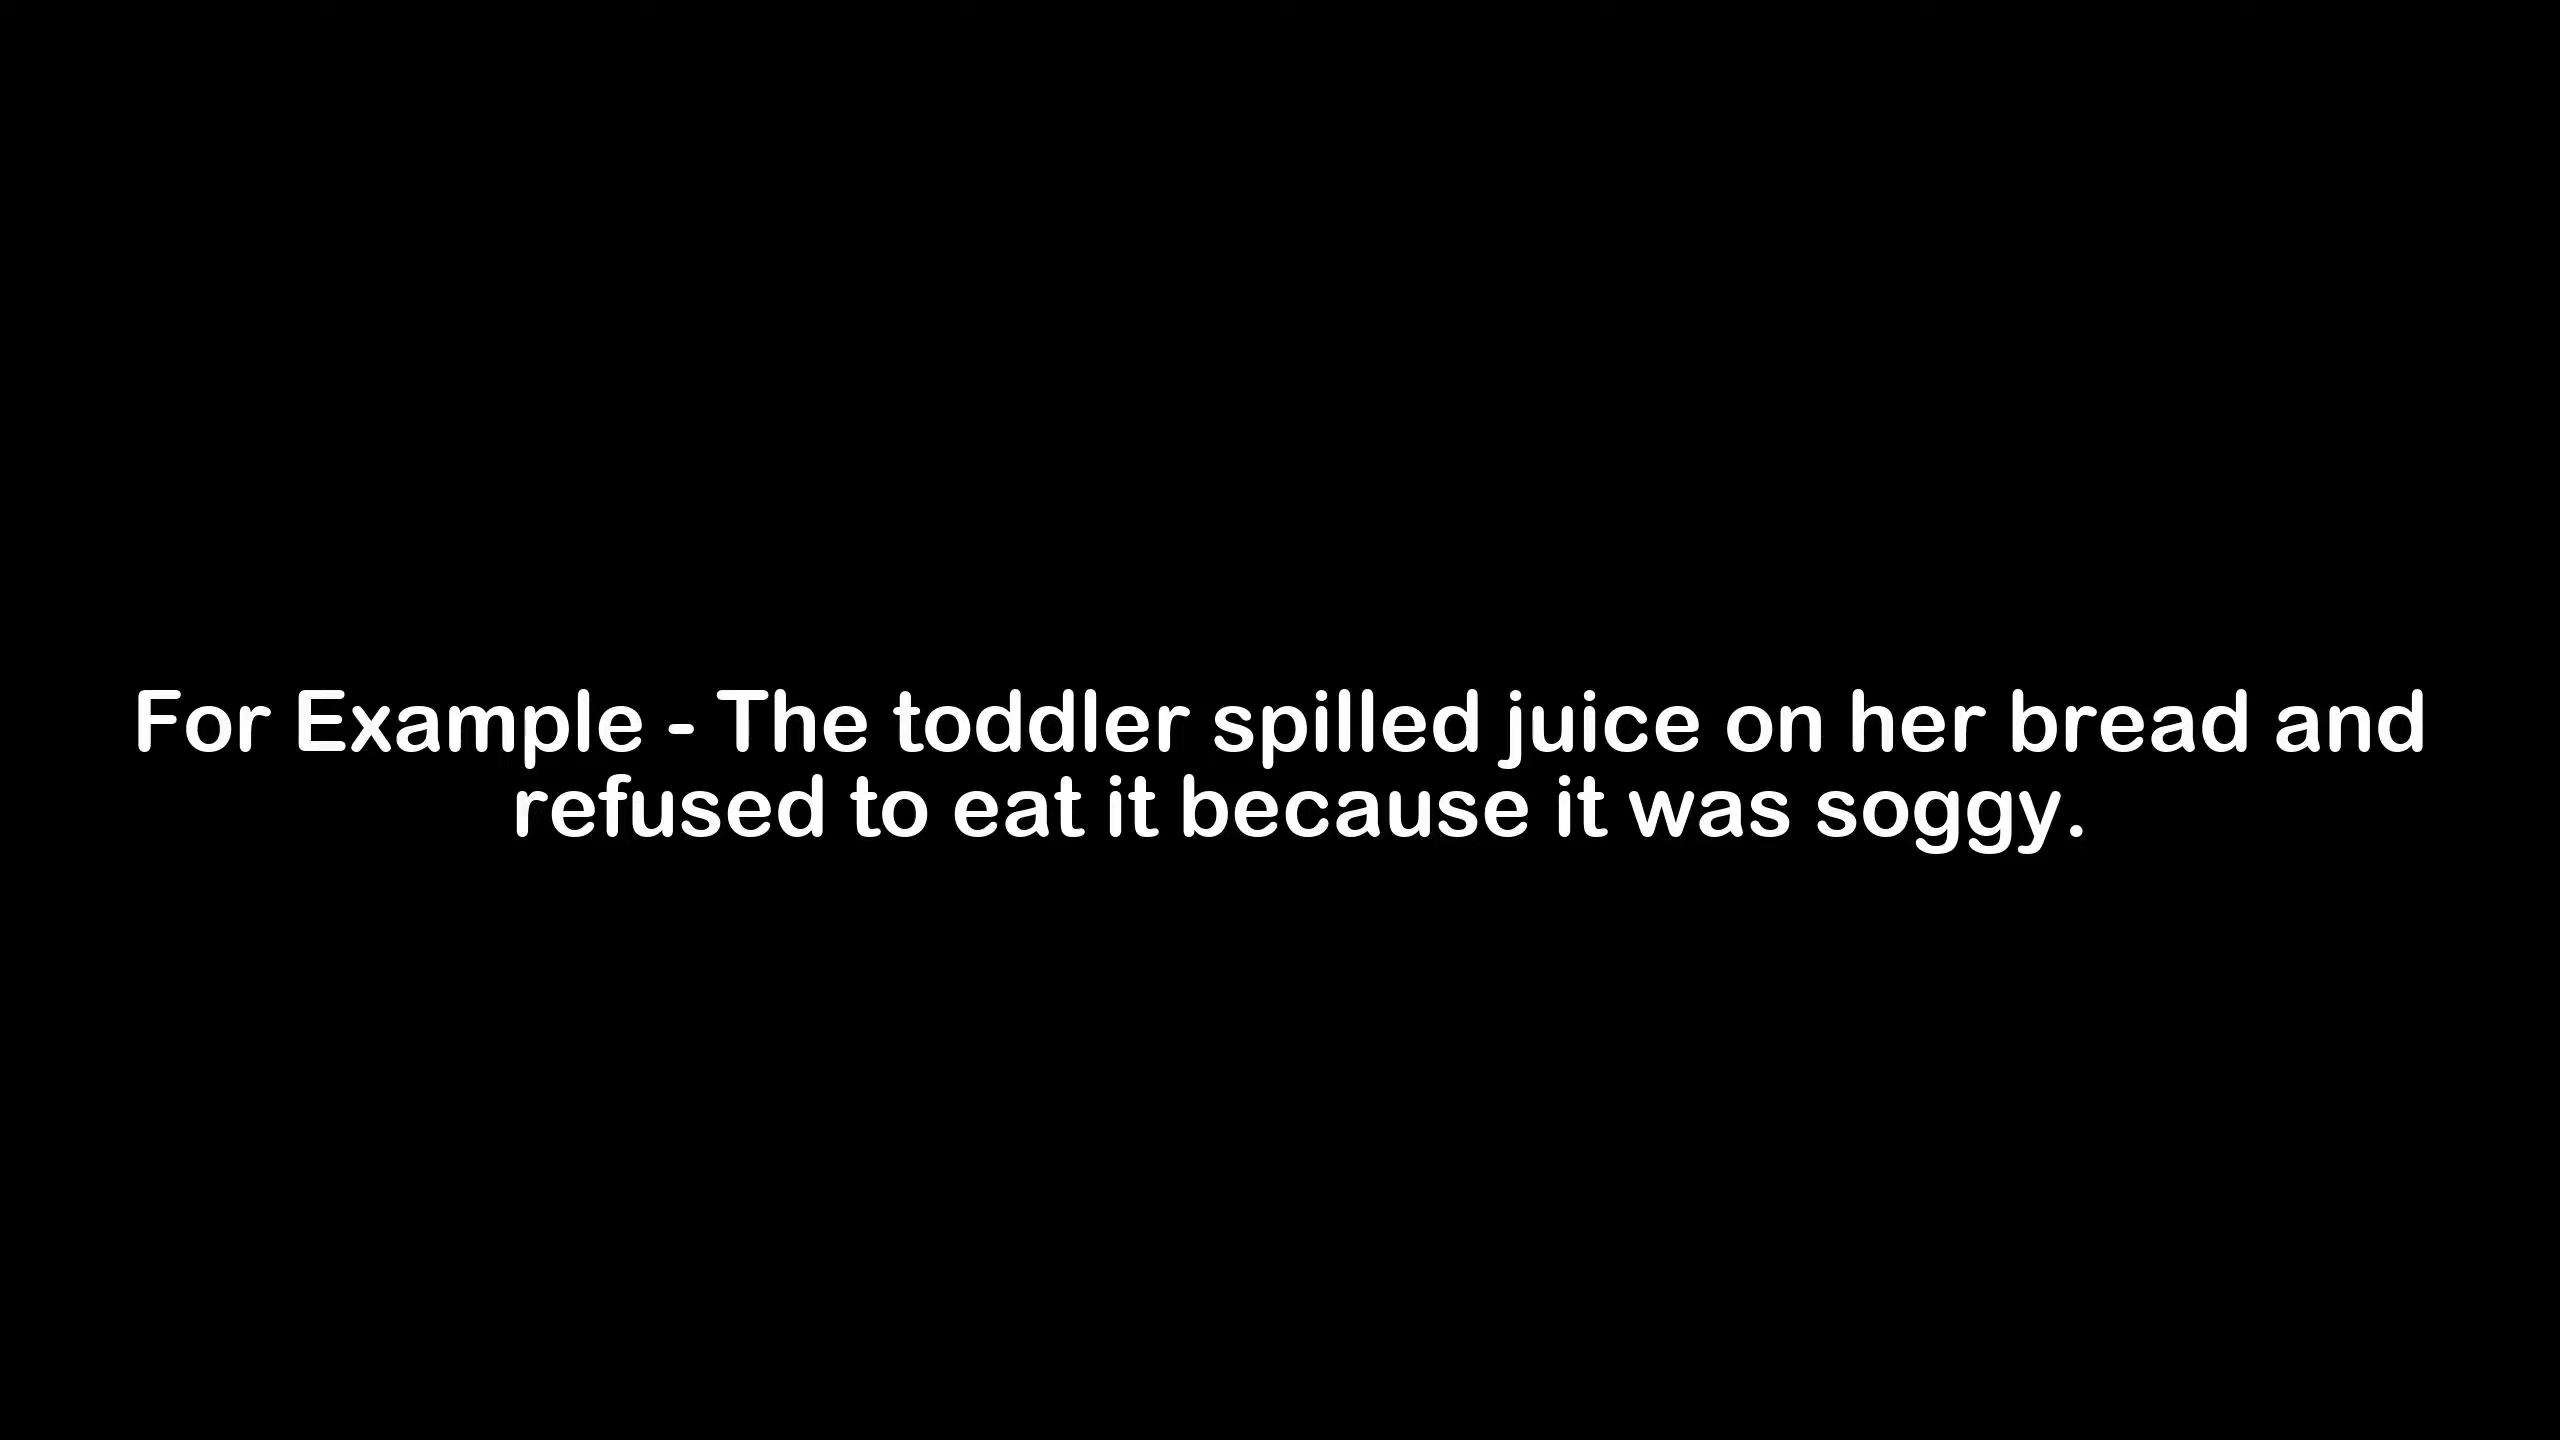 For Example - The toddler spilled juice on her bread and
refused to eat it because it was soggy.